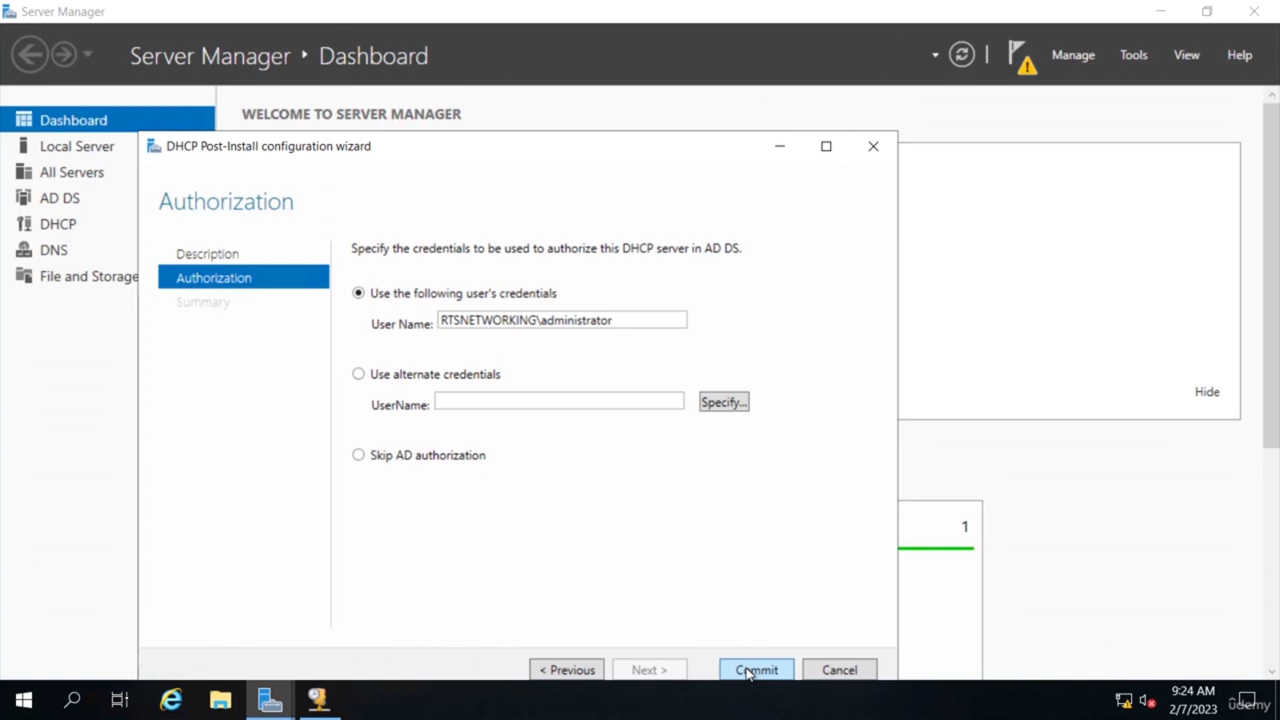 Server Manager
Server Manager ‣ Dashboard
Manage Tools View Help
Dashboard
Local Server
All Servers
AD DS
DHCP
DNS
File and Storage
WELCOME TO SERVER MANAGER
DHCP Post-Install configuration wizard
Authorization
Description
Authorization
Summary
Specify the credentials to be used to authorize this DHCP server in AD DS.
Use the following user's credentials
User Name: RTSNETWORKING\administrator
Use alternate credentials
UserName: Specify...
Skip AD authorization
Hide
1
< Previous Next > Commit Cancel
9:24 AM
2/7/2023
udemy